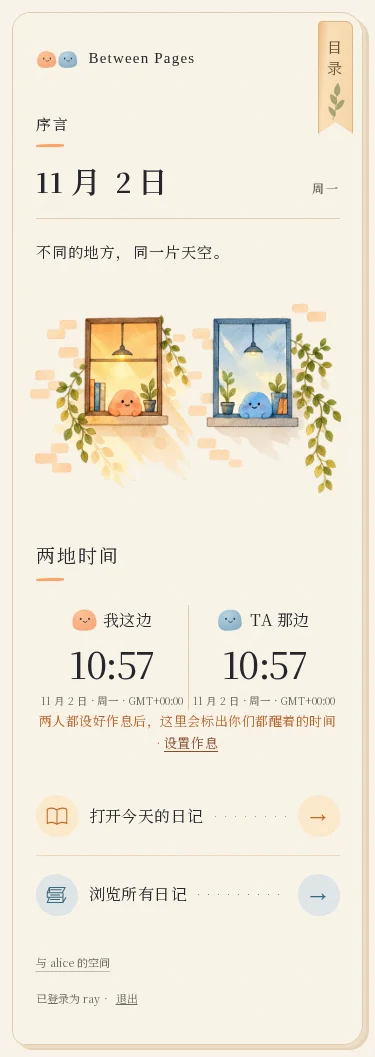 Between Pages
目录
序言
11 月 2 日
周一
不同的地方，同一片天空。
两地时间
我这边
TA 那边
10:57
10:57
11 月 2 日 · 周一 · GMT+00:00
11 月 2 日 · 周一 · GMT+00:00
两人都设好作息后，这里会标出你们都醒着的时间
· 设置作息
打开今天的日记 · · · · · · · · →
浏览所有日记 · · · · · · · · · →
与 alice 的空间
已登录为 ray · 退出